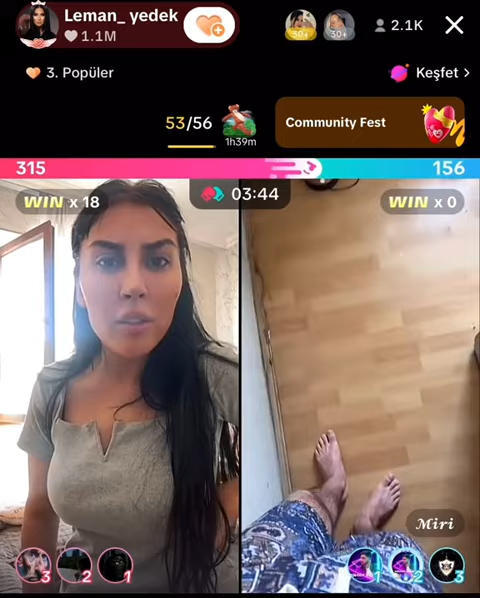 Leman_ yedek
1.1M
50+
30+
2.1K
3. Popüler
Keşfet
53/56
1h39m
Community Fest
315
156
WIN x 18
03:44
WIN x 0
Miri
3
2
1
1
2
3